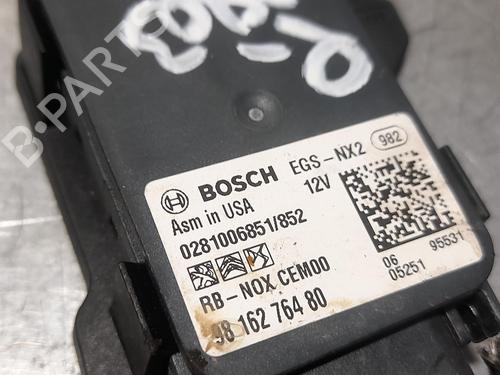 BOSCH EGS-NX2 982
Asm in USA 12V
0281006851/852
RB-NOX CEM00
98 162 764 80
06 95531
05251
B-PARTS